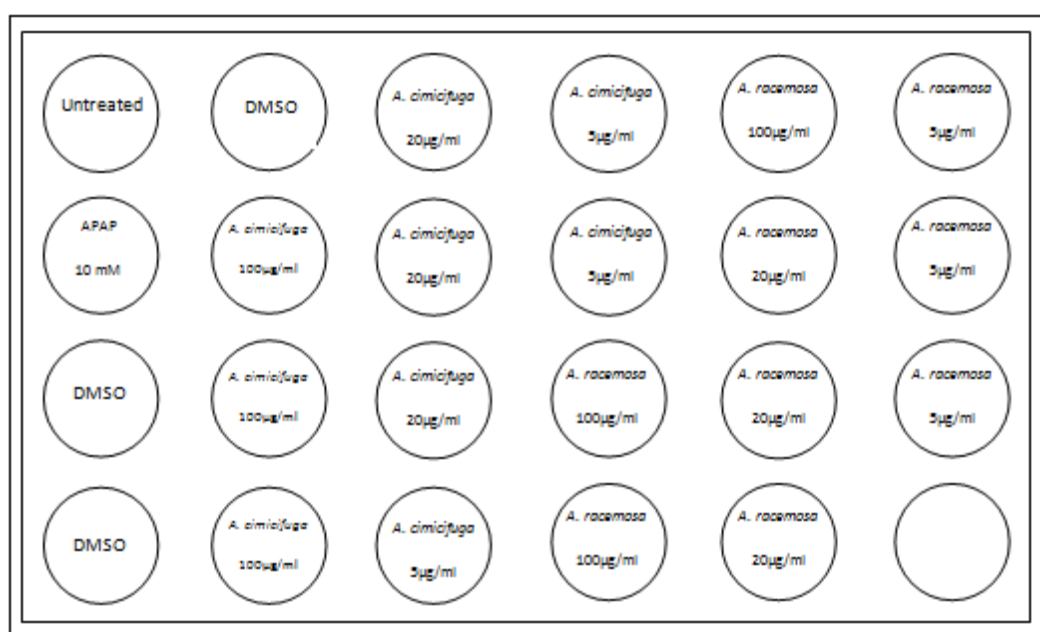 Untreated
DMSO
A. cimicifuga
20µg/ml
A. cimicifuga
5µg/ml
A. racemosa
100µg/ml
A. racemosa
5µg/ml
APAP
10 mM
A. cimicifuga
100µg/ml
A. cimicifuga
20µg/ml
A. cimicifuga
5µg/ml
A. racemosa
20µg/ml
A. racemosa
5µg/ml
DMSO
A. cimicifuga
100µg/ml
A. cimicifuga
20µg/ml
A. racemosa
100µg/ml
A. racemosa
20µg/ml
A. racemosa
5µg/ml
DMSO
A. cimicifuga
100µg/ml
A. cimicifuga
5µg/ml
A. racemosa
100µg/ml
A. racemosa
20µg/ml